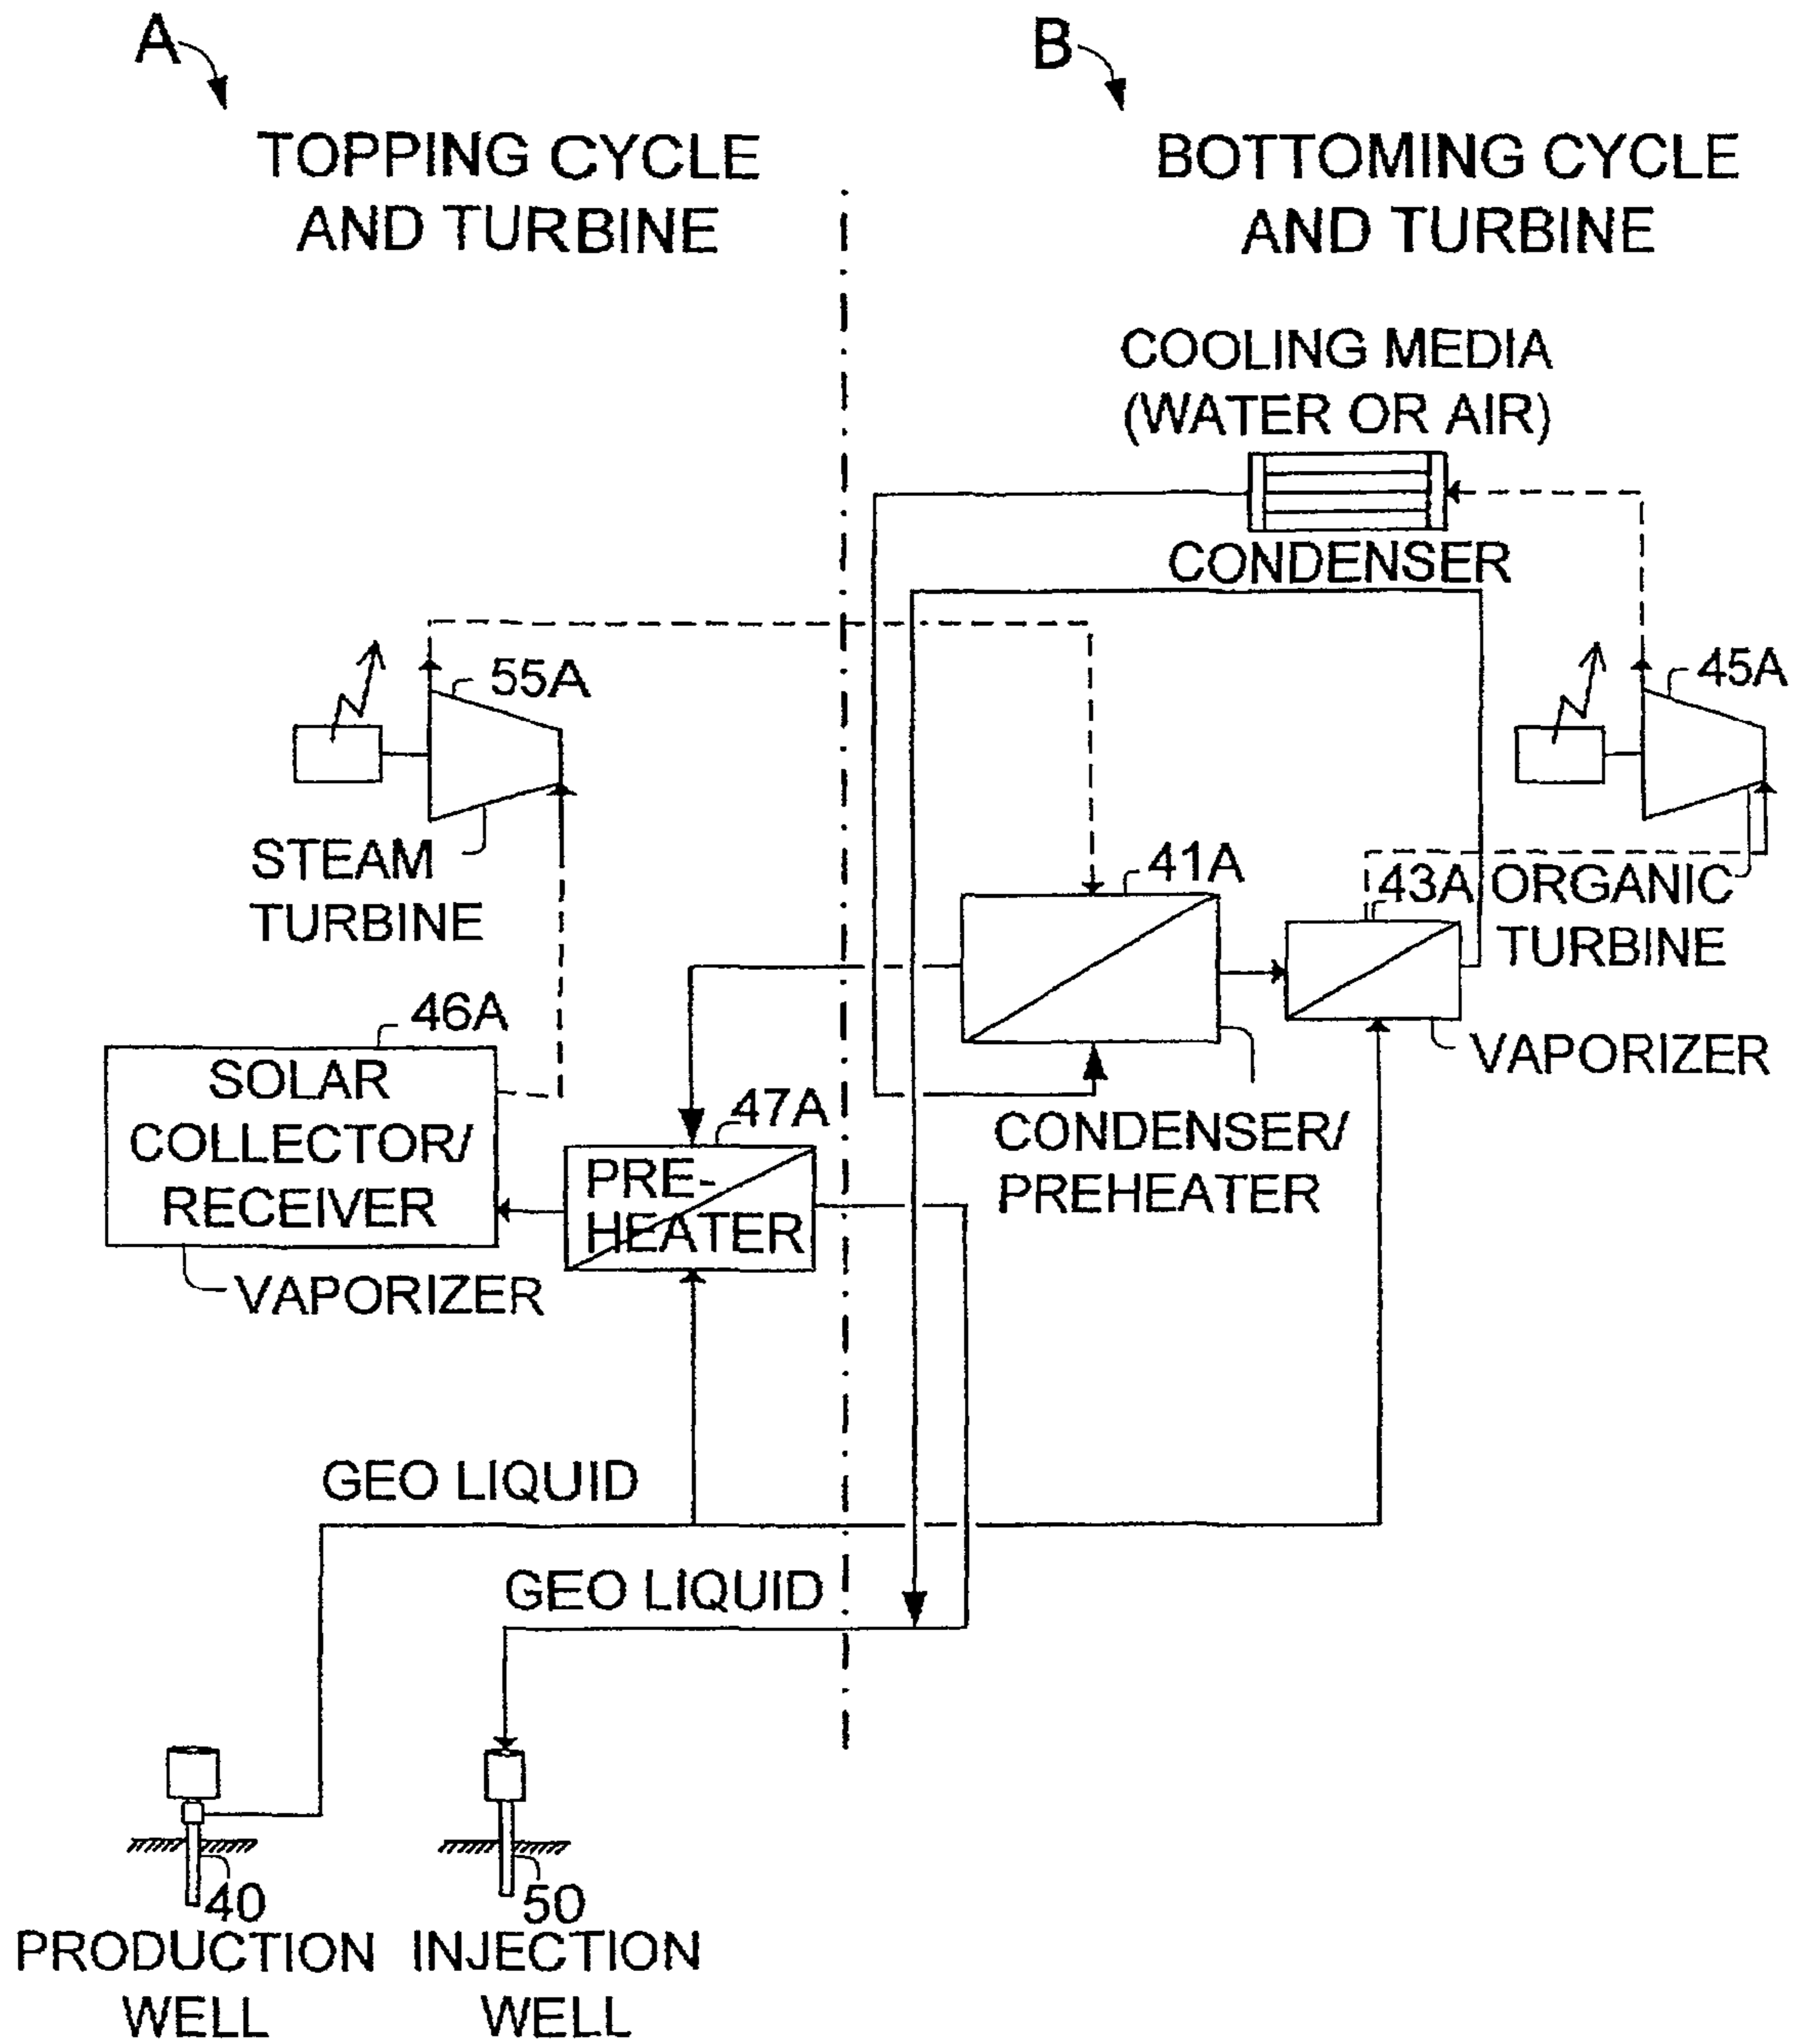 A
B
TOPPING CYCLE
AND TURBINE
BOTTOMING CYCLE
AND TURBINE
COOLING MEDIA
(WATER OR AIR)
CONDENSER
55A
45A
STEAM
TURBINE
41A
43A
ORGANIC
TURBINE
46A
SOLAR
COLLECTOR/
RECEIVER
VAPORIZER
47A
PRE-
HEATER
CONDENSER/
PREHEATER
VAPORIZER
GEO LIQUID
GEO LIQUID
40
PRODUCTION
WELL
50
INJECTION
WELL